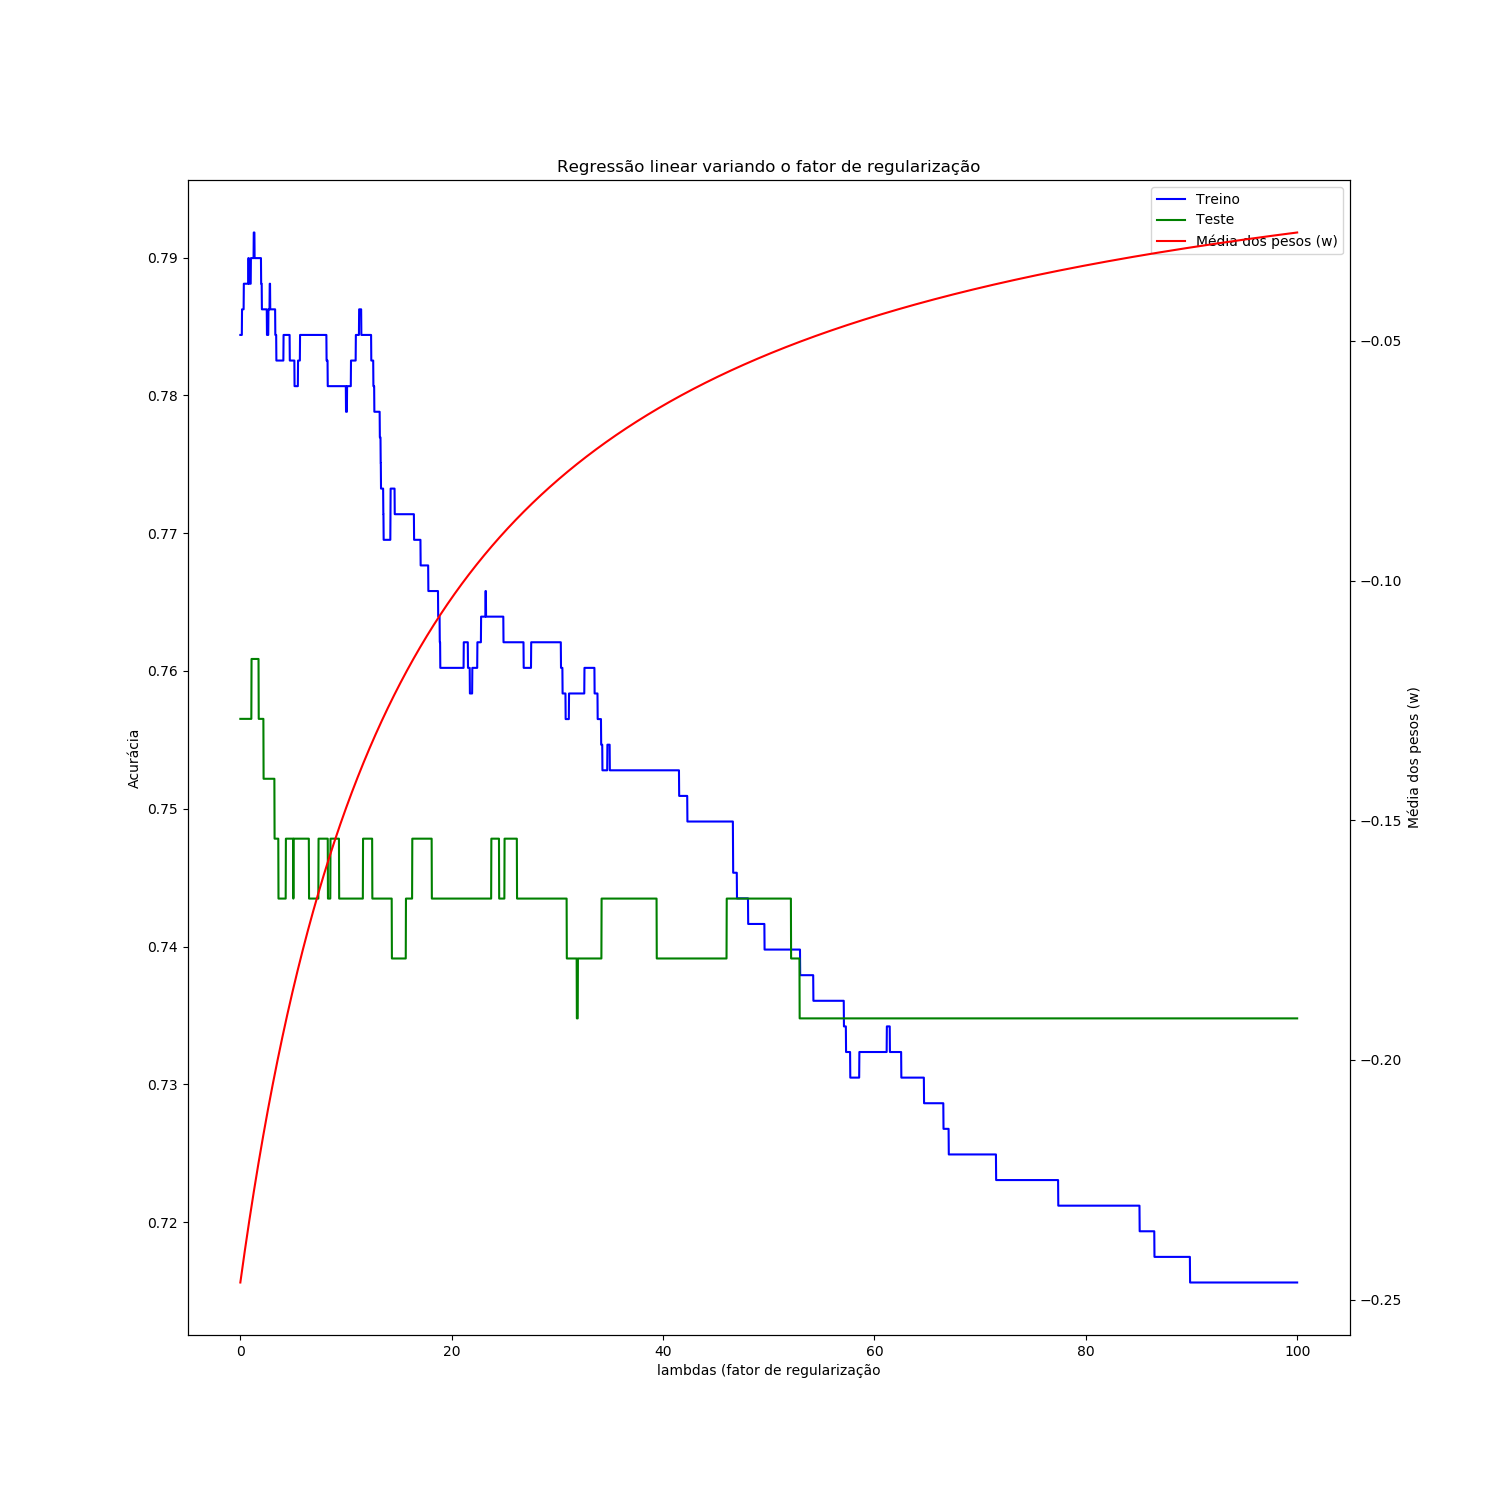 Regressão linear variando o fator de regularização
Treino
Teste
Média dos pesos (w)
0.79
0.78
0.77
0.76
0.75
0.74
0.73
0.72
Acurácia
−0.05
−0.10
−0.15
−0.20
−0.25
Média dos pesos (w)
0 20 40 60 80 100
lambdas (fator de regularização